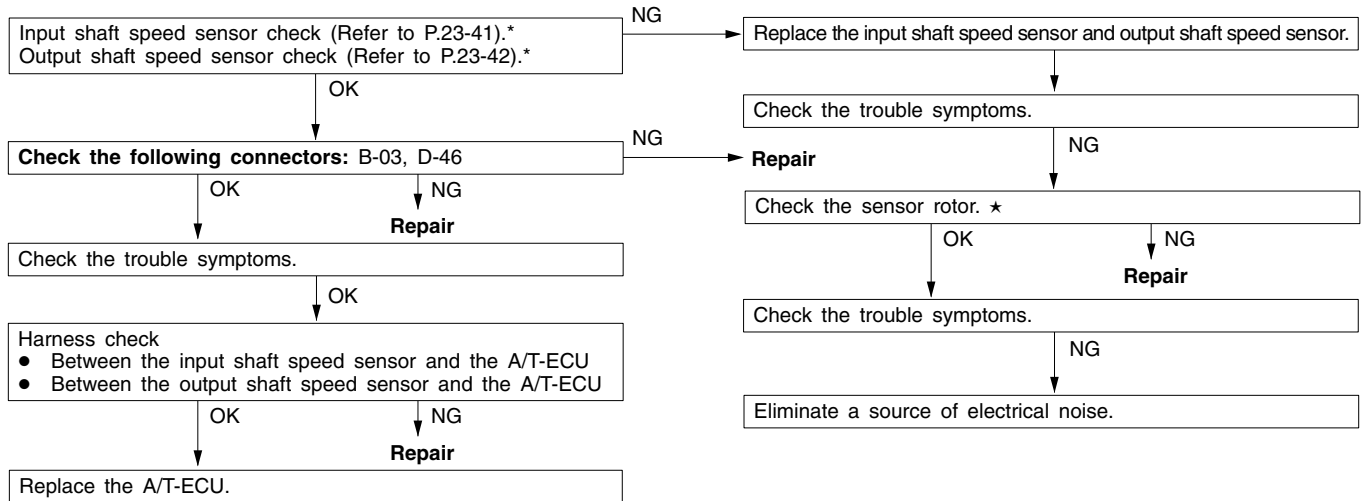 Input shaft speed sensor check (Refer to P.23-41).*
Output shaft speed sensor check (Refer to P.23-42).*
NG
OK
Check the following connectors: B-03, D-46
NG
Repair
OK
NG
Repair
Check the trouble symptoms.
OK
Harness check
● Between the input shaft speed sensor and the A/T-ECU
● Between the output shaft speed sensor and the A/T-ECU
OK
NG
Repair
Replace the A/T-ECU.
Replace the input shaft speed sensor and output shaft speed sensor.
Check the trouble symptoms.
NG
Check the sensor rotor. ★
OK
NG
Repair
Check the trouble symptoms.
NG
Eliminate a source of electrical noise.